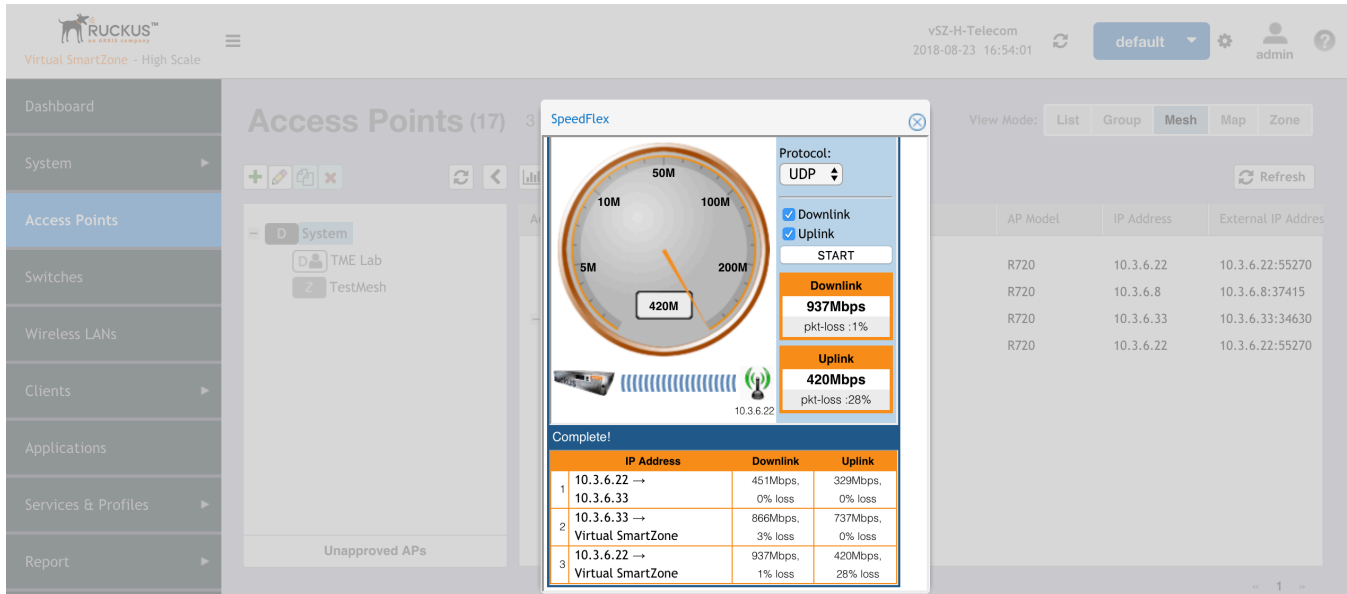 RUCKUS™
an ARRIS company
Virtual SmartZone - High Scale
vSZ-H-Telecom
2018-08-23 16:54:01
default
admin
?
Dashboard
System
Access Points
Switches
Wireless LANs
Clients
Applications
Services & Profiles
Report
Access Points (17) 3
View Mode: List Group Mesh Map Zone
Refresh
D System
D TME Lab
Z TestMesh
Unapproved APs
AP Model IP Address External IP Addres
R720 10.3.6.22 10.3.6.22:55270
R720 10.3.6.8 10.3.6.8:37415
R720 10.3.6.33 10.3.6.33:34630
R720 10.3.6.22 10.3.6.22:55270
« 1 »
SpeedFlex
5M
10M
50M
100M
200M
420M
10.3.6.22
Protocol:
UDP
Downlink
Uplink
START
Downlink
937Mbps
pkt-loss :1%
Uplink
420Mbps
pkt-loss :28%
Complete!
IP Address Downlink Uplink
1 10.3.6.22 → 451Mbps, 329Mbps,
10.3.6.33 0% loss 0% loss
2 10.3.6.33 → 866Mbps, 737Mbps,
Virtual SmartZone 3% loss 0% loss
3 10.3.6.22 → 937Mbps, 420Mbps,
Virtual SmartZone 1% loss 28% loss